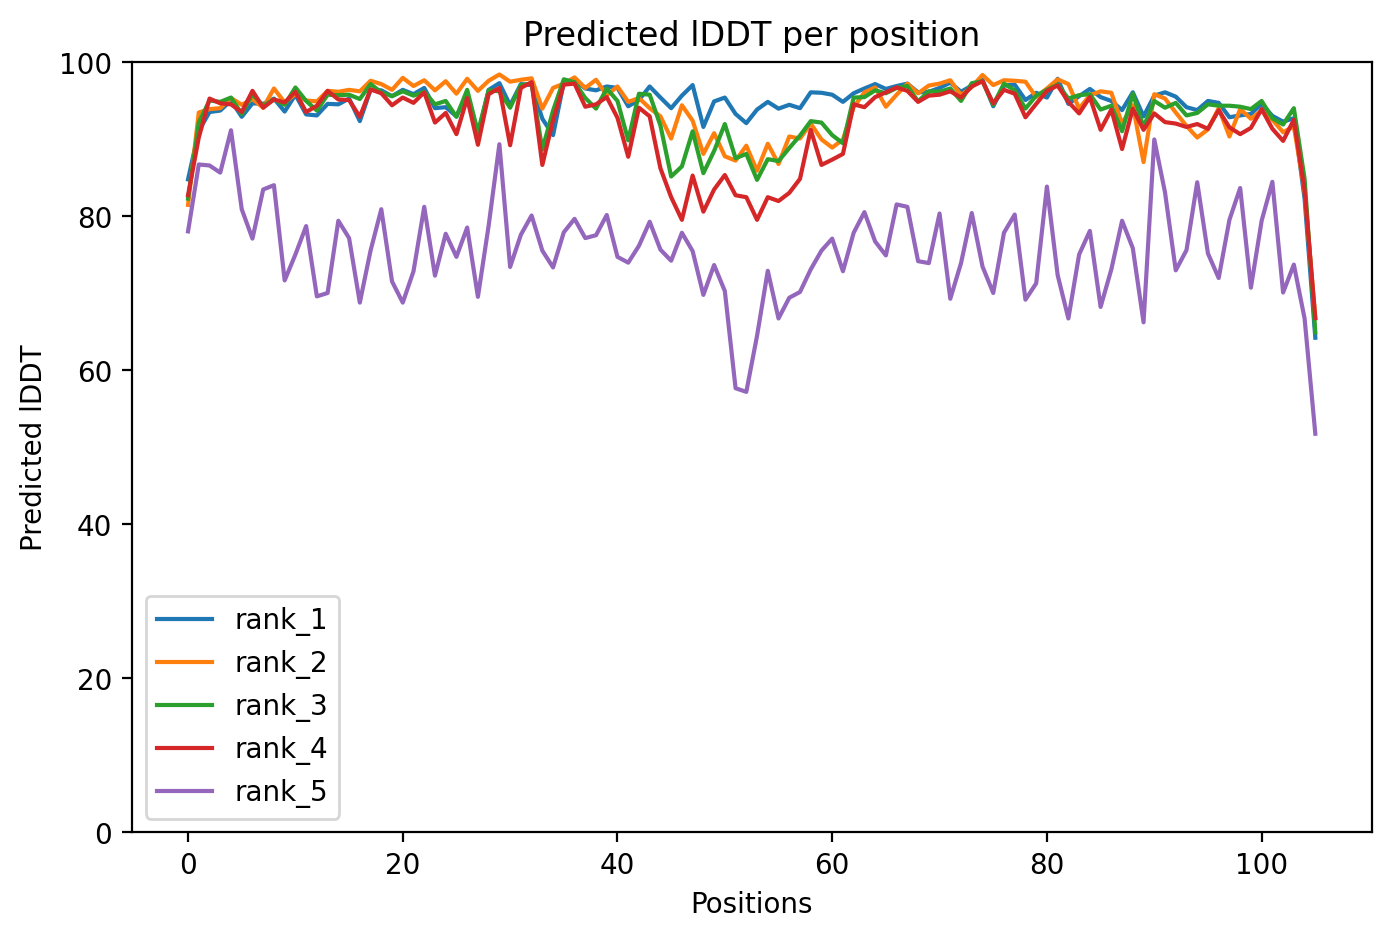 Predicted lDDT per position
100
80
60
40
20
0
Predicted lDDT
rank_1
rank_2
rank_3
rank_4
rank_5
0 20 40 60 80 100
Positions